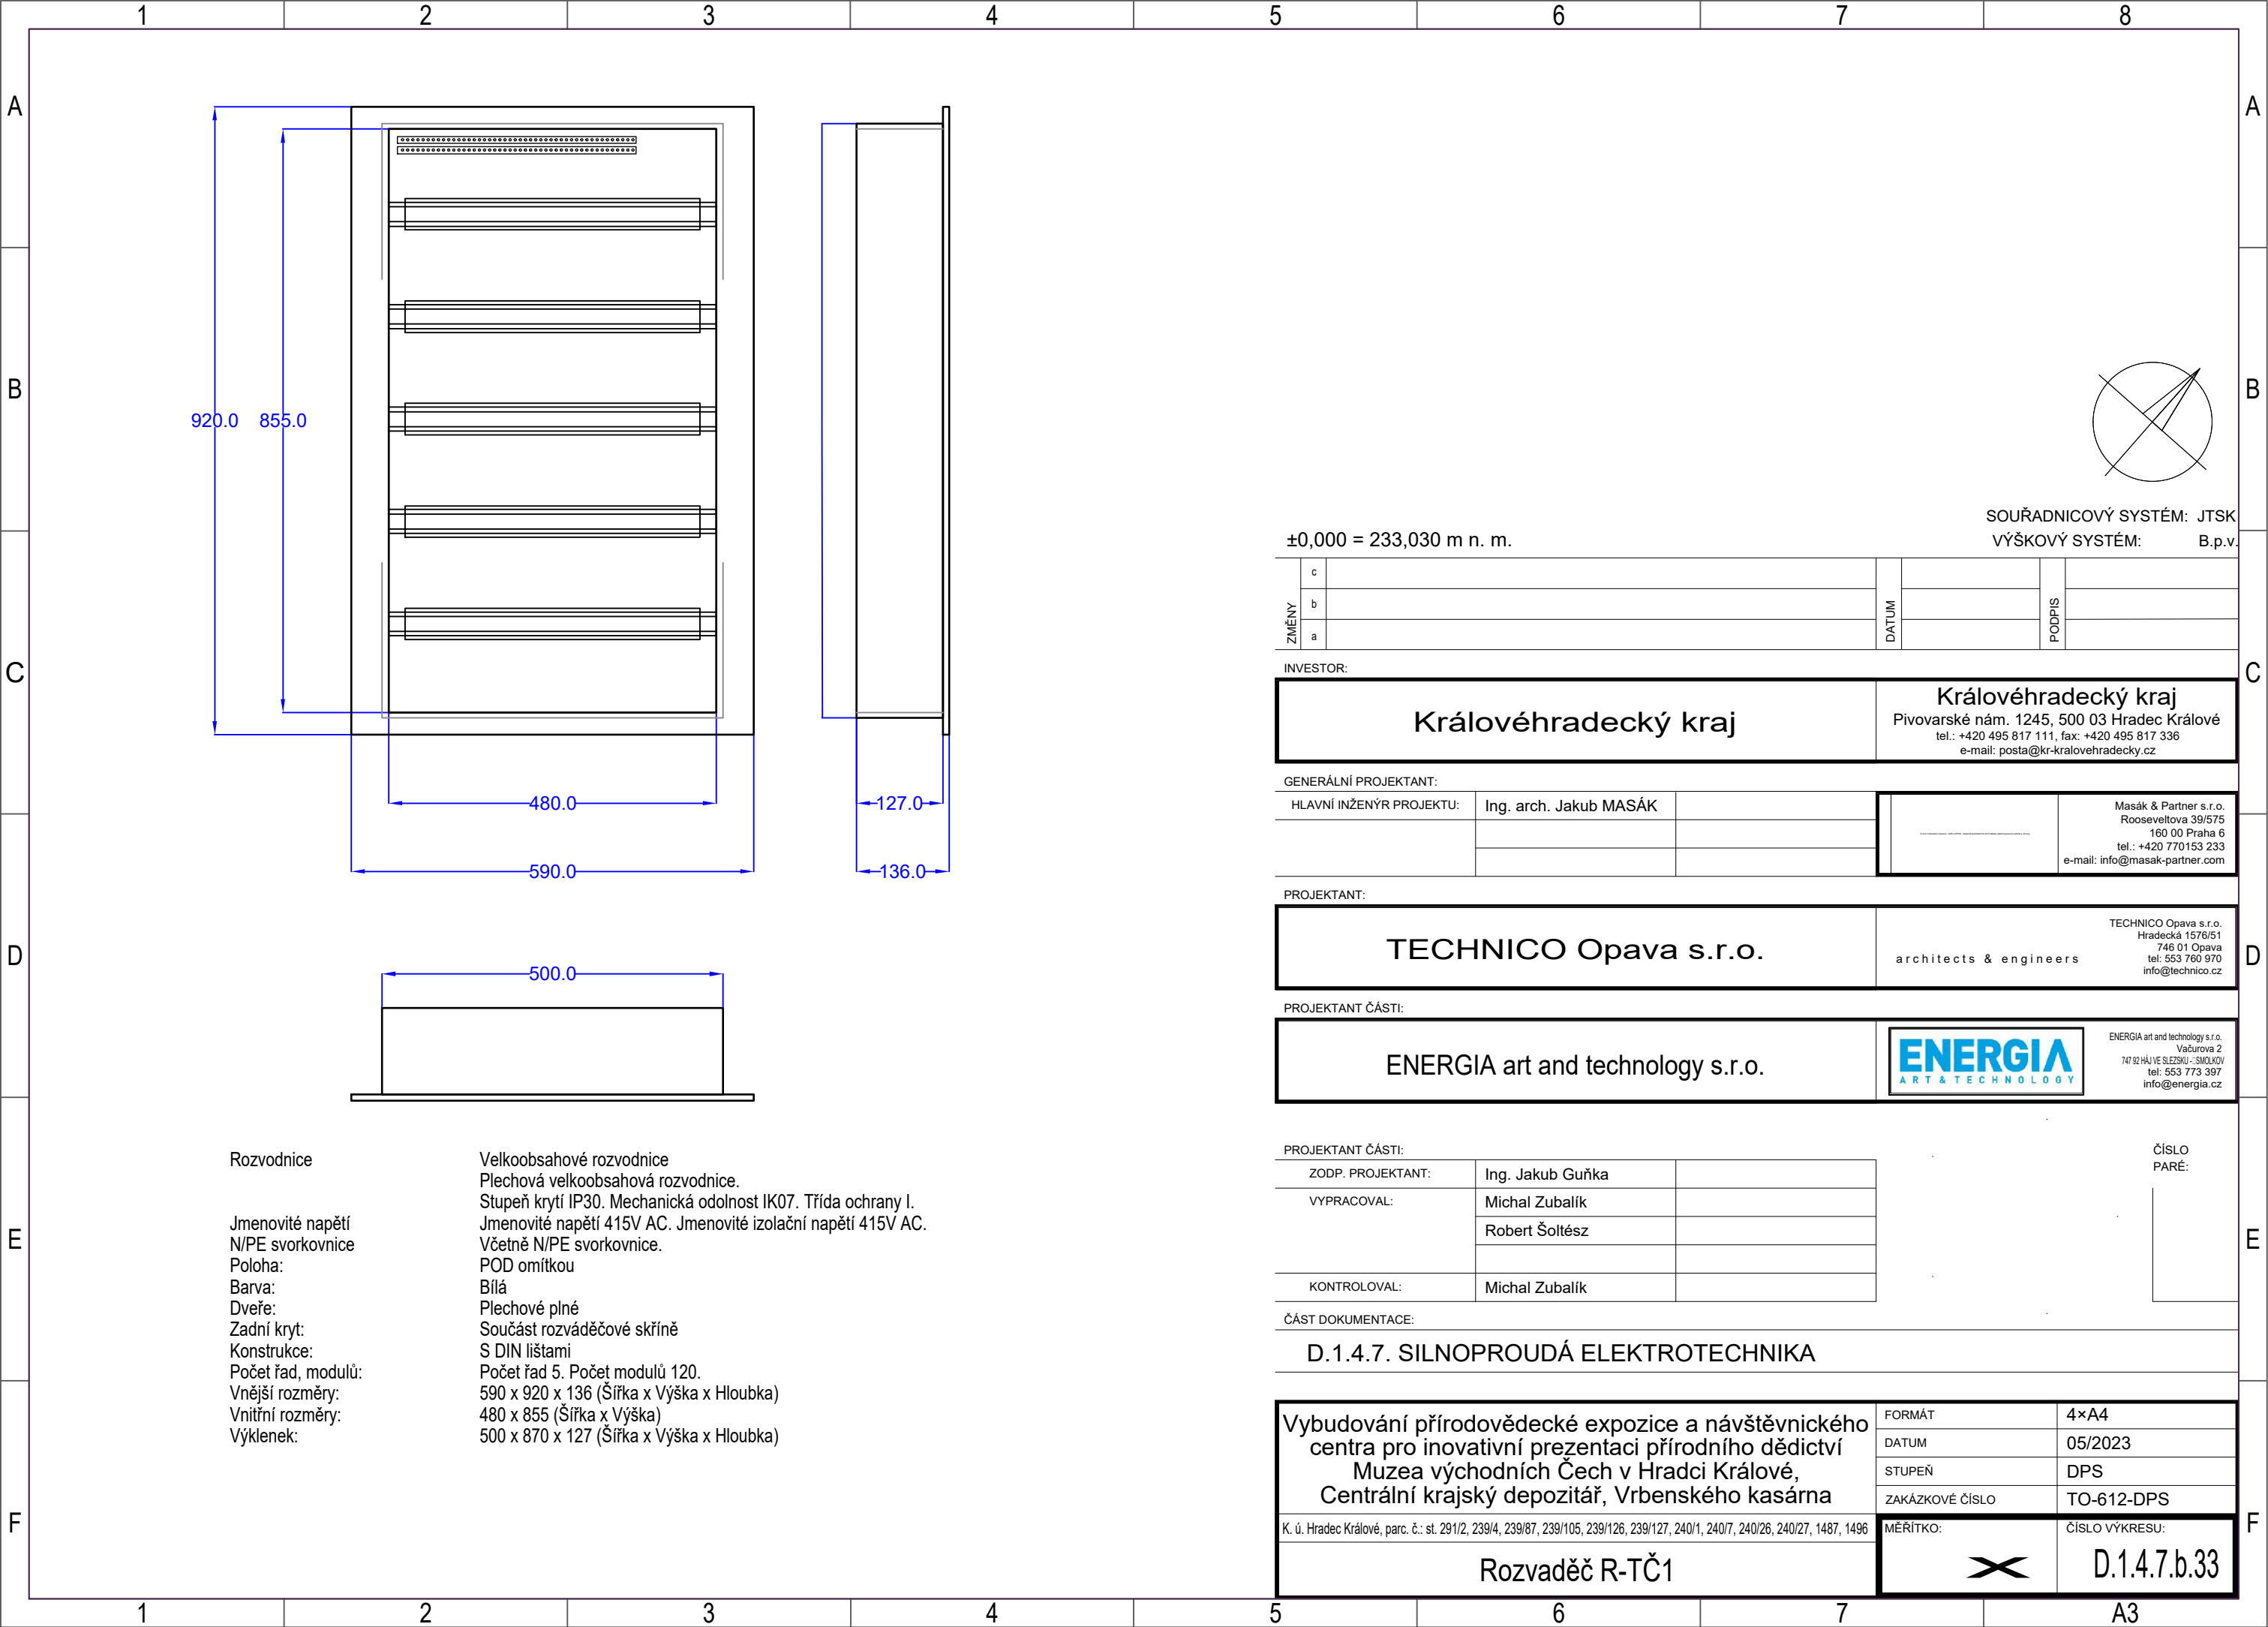 1 2 3 4 5 6 7 8
A A
B B
C C
D D
E E
F F
920.0 855.0
480.0
590.0
127.0
136.0
500.0
Rozvodnice Velkoobsahové rozvodnice
Plechová velkoobsahová rozvodnice.
Stupeň krytí IP30. Mechanická odolnost IK07. Třída ochrany I.
Jmenovité napětí Jmenovité napětí 415V AC. Jmenovité izolační napětí 415V AC.
N/PE svorkovnice Včetně N/PE svorkovnice.
Poloha: POD omítkou
Barva: Bílá
Dveře: Plechové plné
Zadní kryt: Součást rozváděčové skříně
Konstrukce: S DIN lištami
Počet řad, modulů: Počet řad 5. Počet modulů 120.
Vnější rozměry: 590 x 920 x 136 (Šířka x Výška x Hloubka)
Vnitřní rozměry: 480 x 855 (Šířka x Výška)
Výklenek: 500 x 870 x 127 (Šířka x Výška x Hloubka)
SOUŘADNICOVÝ SYSTÉM: JTSK
±0,000 = 233,030 m n. m. VÝŠKOVÝ SYSTÉM: B.p.v.
ZMĚNY c b a DATUM PODPIS
INVESTOR:
Královéhradecký kraj
Královéhradecký kraj
Pivovarské nám. 1245, 500 03 Hradec Králové
tel.: +420 495 817 111, fax: +420 495 817 336
e-mail: posta@kr-kralovehradecky.cz
GENERÁLNÍ PROJEKTANT:
HLAVNÍ INŽENÝR PROJEKTU: Ing. arch. Jakub MASÁK
Masák & Partner s.r.o.
Rooseveltova 39/575
160 00 Praha 6
tel.: +420 770153 233
e-mail: info@masak-partner.com
PROJEKTANT:
TECHNICO Opava s.r.o.
architects & engineers
TECHNICO Opava s.r.o.
Hradecká 1576/51
746 01 Opava
tel: 553 760 970
info@technico.cz
PROJEKTANT ČÁSTI:
ENERGIA art and technology s.r.o.
ENERGIA
ART & TECHNOLOGY
ENERGIA art and technology s.r.o.
Vačurova 2
747 92 HÁJ VE SLEZSKU - SMOLKOV
tel: 553 773 397
info@energia.cz
PROJEKTANT ČÁSTI:
ZODP. PROJEKTANT: Ing. Jakub Guňka
VYPRACOVAL: Michal Zubalík
Robert Šoltész
KONTROLOVAL: Michal Zubalík
ČÍSLO
PARÉ:
ČÁST DOKUMENTACE:
D.1.4.7. SILNOPROUDÁ ELEKTROTECHNIKA
Vybudování přírodovědecké expozice a návštěvnického
centra pro inovativní prezentaci přírodního dědictví
Muzea východních Čech v Hradci Králové,
Centrální krajský depozitář, Vrbenského kasárna
K. ú. Hradec Králové, parc. č.: st. 291/2, 239/4, 239/87, 239/105, 239/126, 239/127, 240/1, 240/7, 240/26, 240/27, 1487, 1496
Rozvaděč R-TČ1
FORMÁT 4×A4
DATUM 05/2023
STUPEŇ DPS
ZAKÁZKOVÉ ČÍSLO TO-612-DPS
MĚŘÍTKO: ČÍSLO VÝKRESU:
X D.1.4.7.b.33
1 2 3 4 5 6 7 A3